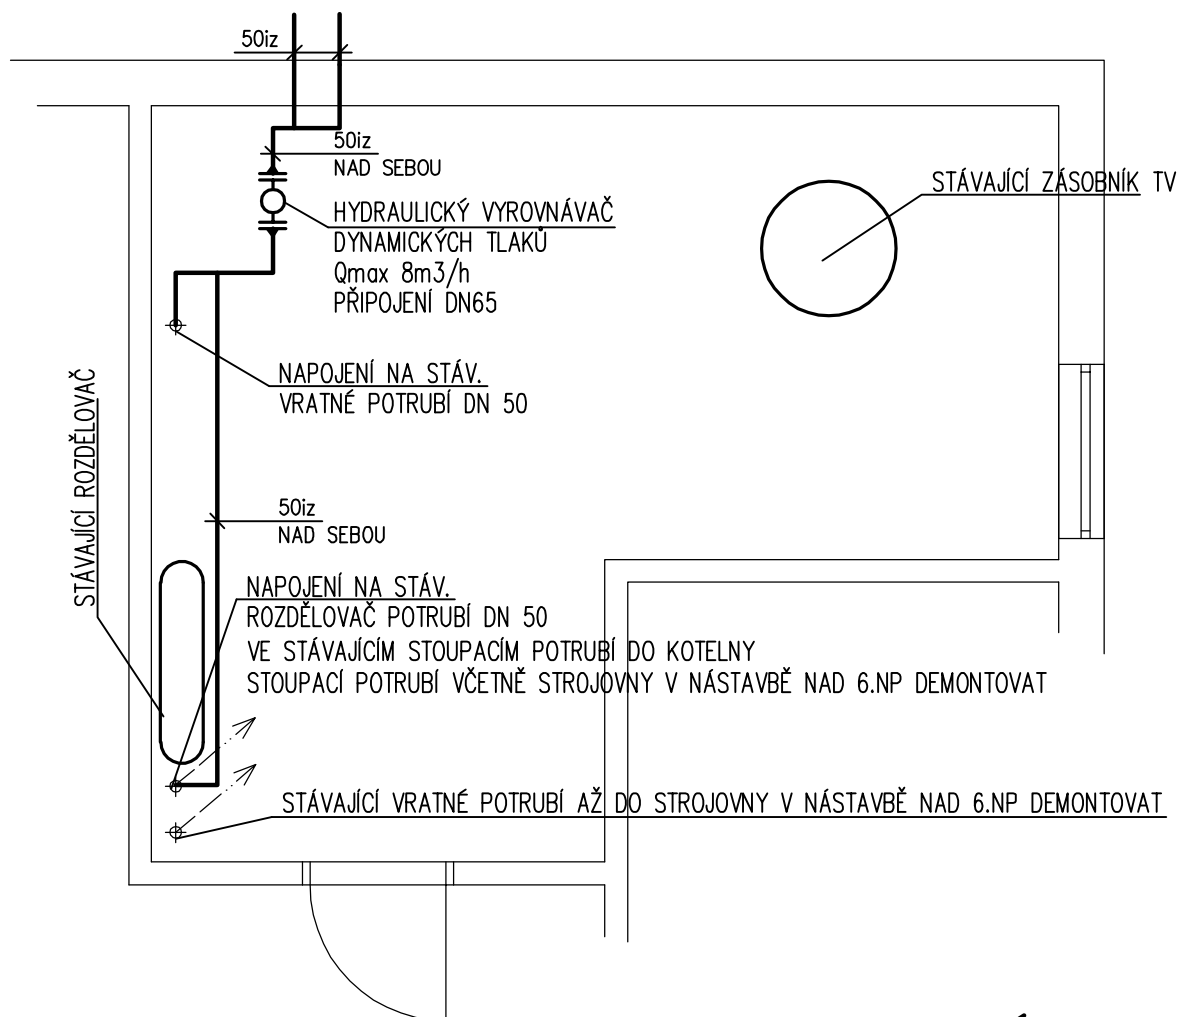 50iz
50iz
NAD SEBOU
STÁVAJÍCÍ ZÁSOBNÍK TV
HYDRAULICKÝ VYROVNÁVAČ
DYNAMICKÝCH TLAKŮ
Qmax 8m3/h
PŘIPOJENÍ DN65
NAPOJENÍ NA STÁV.
VRATNÉ POTRUBÍ DN 50
STÁVAJÍCÍ ROZDĚLOVAČ
50iz
NAD SEBOU
NAPOJENÍ NA STÁV.
ROZDĚLOVAČ POTRUBÍ DN 50
VE STÁVAJÍCÍM STOUPACÍM POTRUBÍ DO KOTELNY
STOUPACÍ POTRUBÍ VČETNĚ STROJOVNY V NÁSTAVBĚ NAD 6.NP DEMONTOVAT
STÁVAJÍCÍ VRATNÉ POTRUBÍ AŽ DO STROJOVNY V NÁSTAVBĚ NAD 6.NP DEMONTOVAT